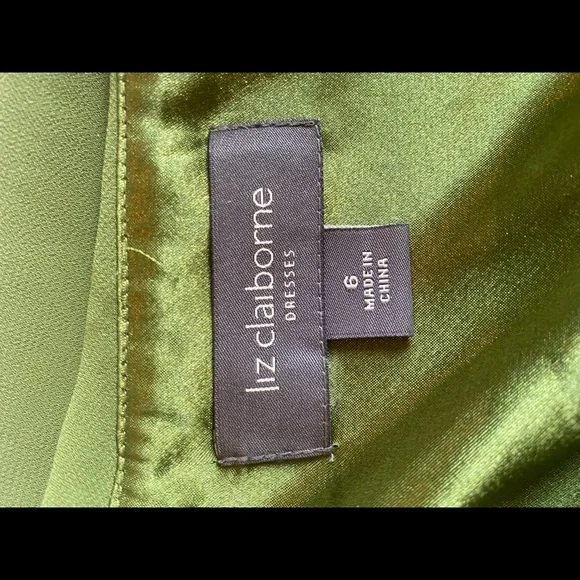 liz claiborne
DRESSES
6
MADE IN
CHINA